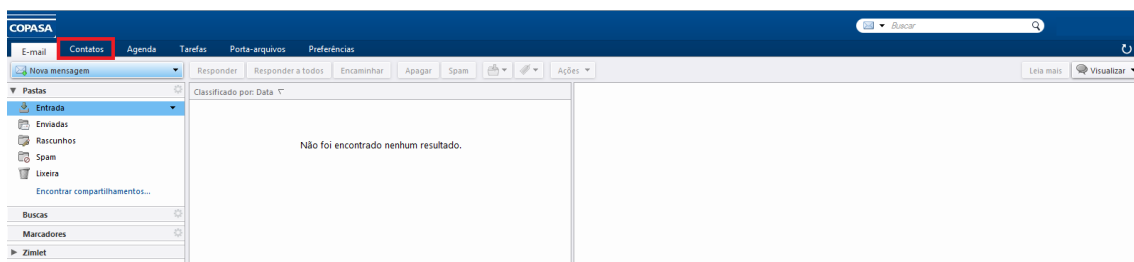 COPASA
Buscar
E-mail Contatos Agenda Tarefas Porta-arquivos Preferências
Nova mensagem Responder Responder a todos Encaminhar Apagar Spam Ações Leia mais Visualizar
Pastas
Classificado por: Data
Entrada
Enviadas
Rascunhos
Não foi encontrado nenhum resultado.
Spam
Lixeira
Encontrar compartilhamentos...
Buscas
Marcadores
Zimlet